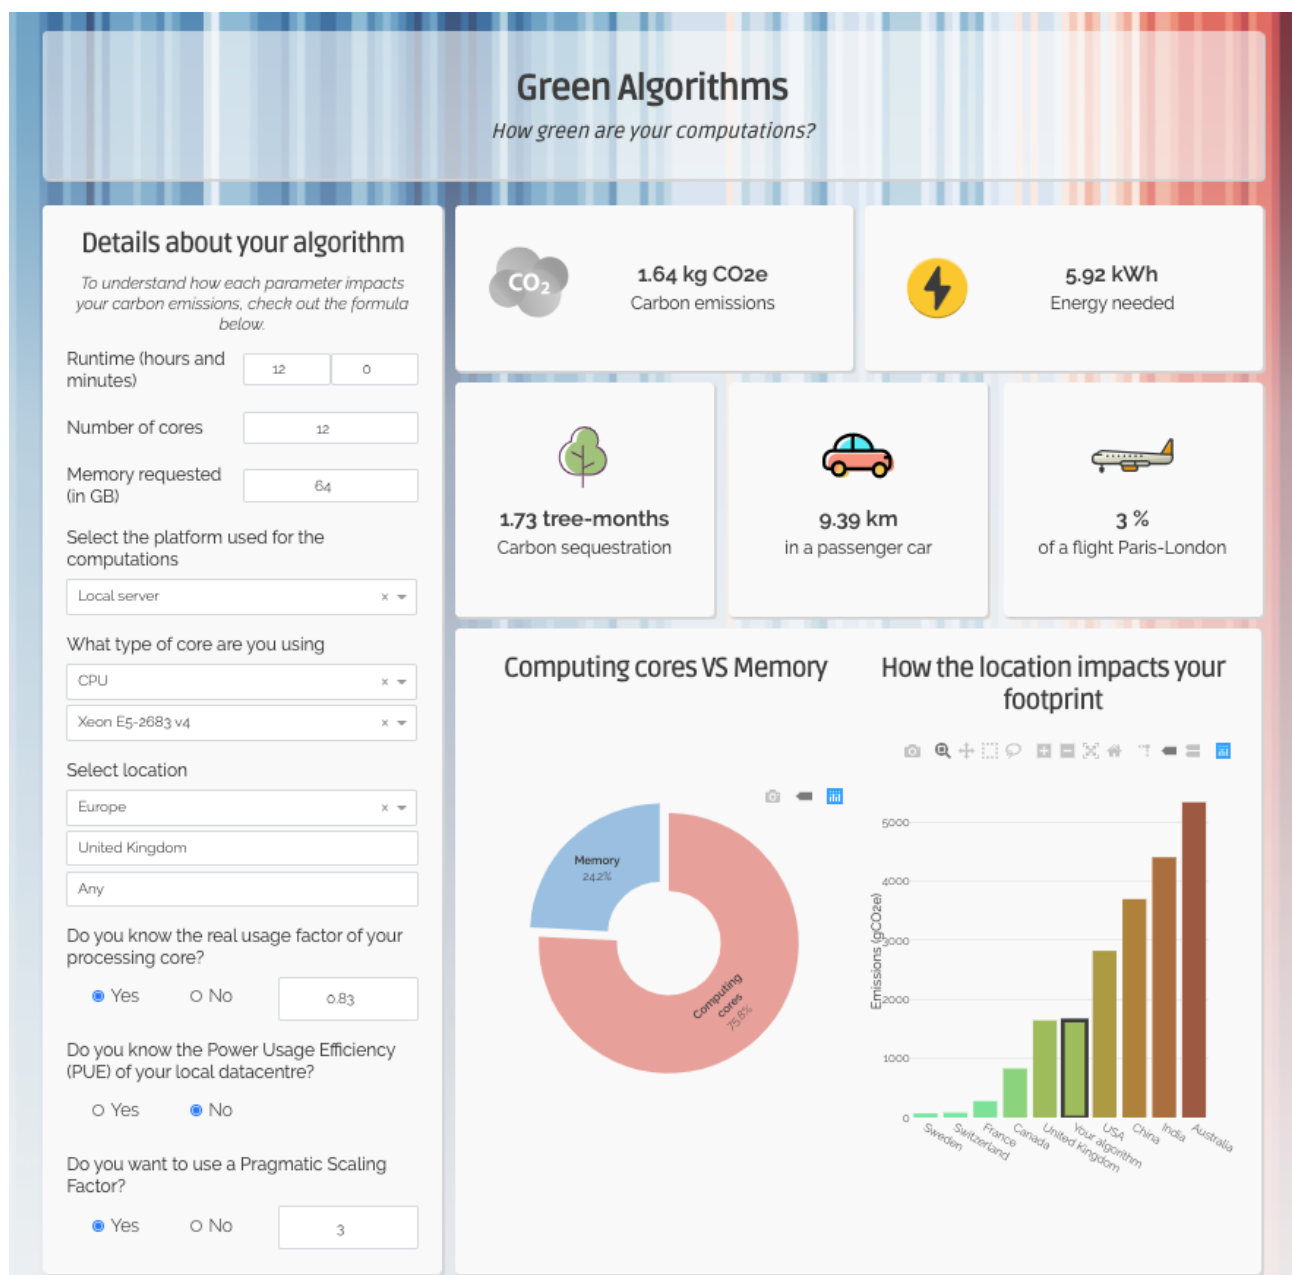 Green Algorithms
How green are your computations?
Details about your algorithm
To understand how each parameter impacts
your carbon emissions, check out the formula
below.
Runtime (hours and
minutes)
12
0
Number of cores
12
Memory requested
(in GB)
64
Select the platform used for the
computations
Local server
What type of core are you using
CPU
Xeon E5-2683 v4
Select location
Europe
United Kingdom
Any
Do you know the real usage factor of your
processing core?
Yes
No
0.83
Do you know the Power Usage Efficiency
(PUE) of your local datacentre?
Yes
No
Do you want to use a Pragmatic Scaling
Factor?
Yes
No
3
CO2
1.64 kg CO2e
Carbon emissions
5.92 kWh
Energy needed
1.73 tree-months
Carbon sequestration
9.39 km
in a passenger car
3 %
of a flight Paris-London
Computing cores VS Memory
Memory
24.2%
Computing
cores
75.8%
How the location impacts your
footprint
Emissions (gCO2e)
5000
4000
3000
2000
1000
0
Sweden
Switzerland
France
Canada
United Kingdom
Your algorithm
USA
China
India
Australia